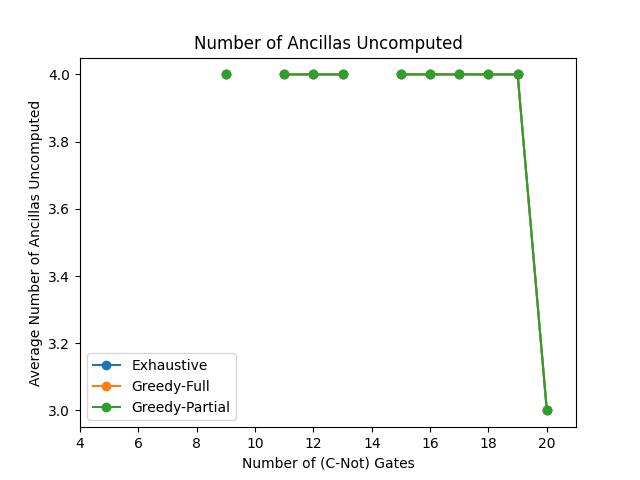 Number of Ancillas Uncomputed
Average Number of Ancillas Uncomputed
4.0
3.8
3.6
3.4
3.2
3.0
Exhaustive
Greedy-Full
Greedy-Partial
4 6 8 10 12 14 16 18 20
Number of (C-Not) Gates